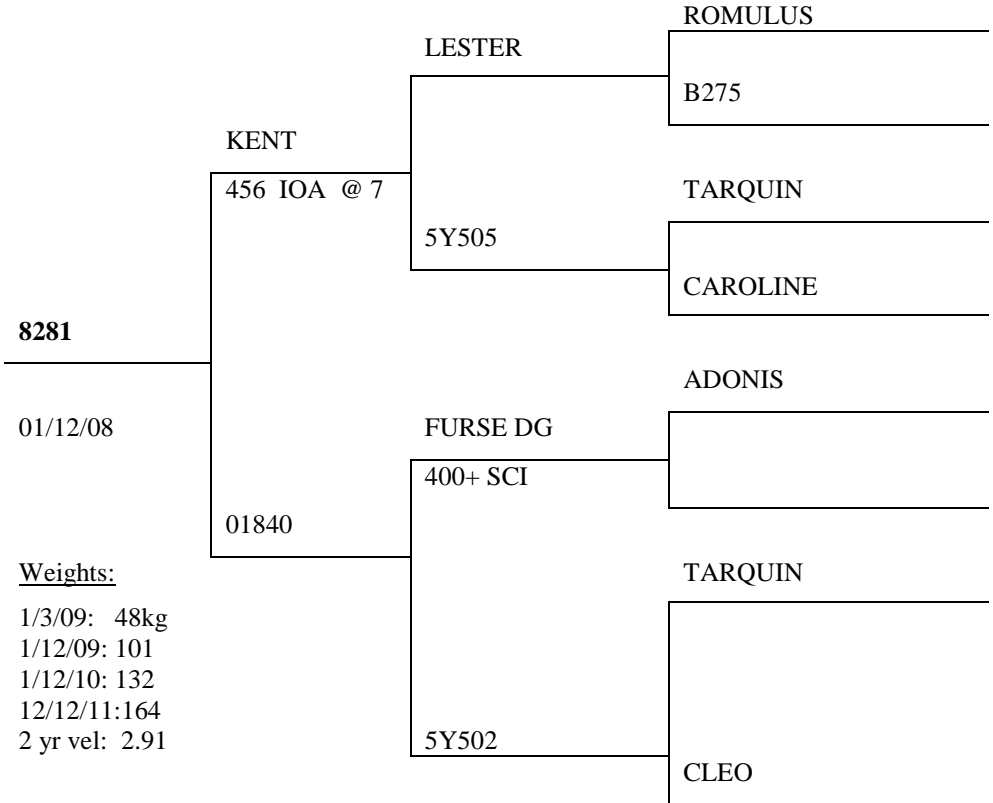 ROMULUS
LESTER
B275
KENT
456 IOA @ 7
TARQUIN
5Y505
CAROLINE
8281
ADONIS
01/12/08
FURSE DG
400+ SCI
01840
Weights:
TARQUIN
1/3/09: 48kg
1/12/09: 101
1/12/10: 132
12/12/11:164
2 yr vel: 2.91
5Y502
CLEO